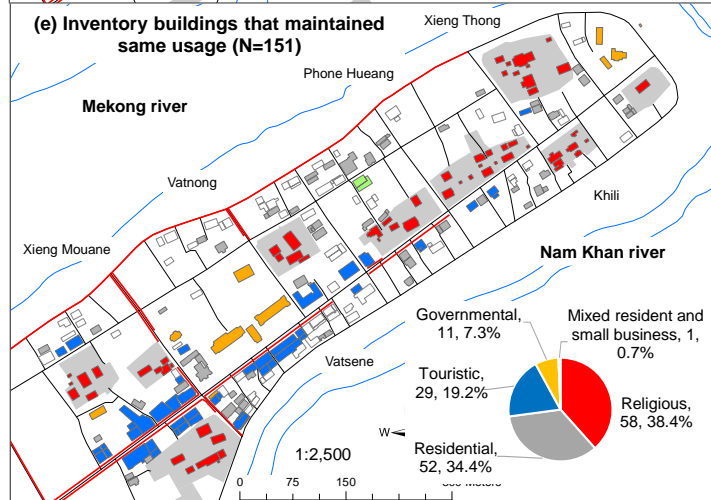 (e) Inventory buildings that maintained
same usage (N=151)
Xieng Thong
Phone Hueang
Mekong river
Vatnong
Khili
Xieng Mouane
Nam Khan river
Governmental,
11, 7.3%
Mixed resident and
small business, 1,
0.7%
Touristic,
29, 19.2%
Vatsene
Religious,
58, 38.4%
W
Residential,
52, 34.4%
1:2,500
0 75 150